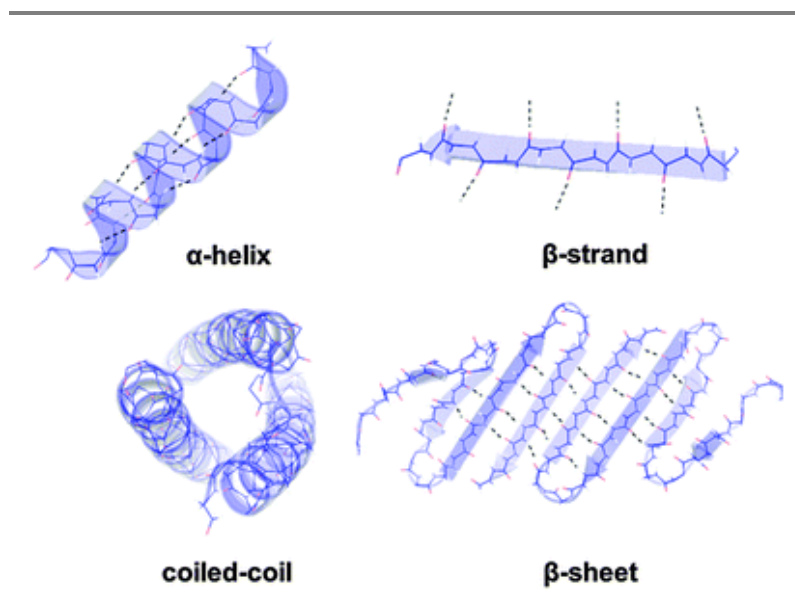 α-helix
β-strand
coiled-coil
β-sheet